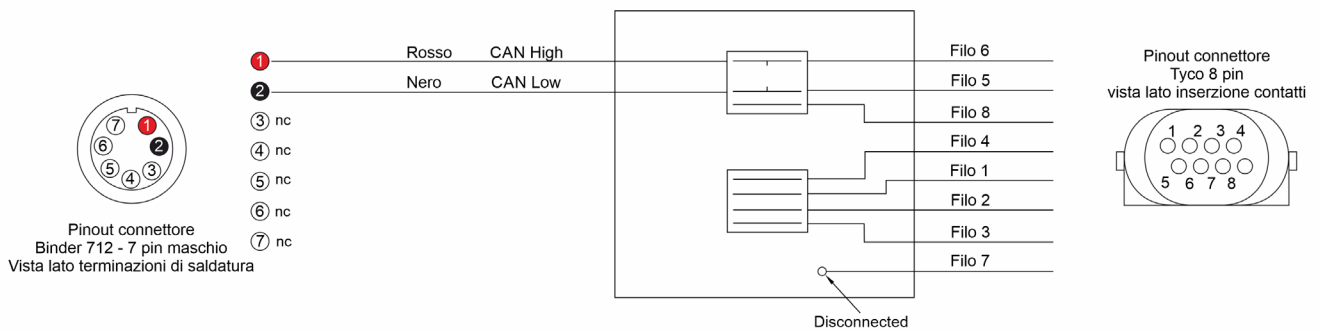 1 Rosso CAN High
2 Nero CAN Low
3 nc
4 nc
5 nc
6 nc
7 nc
7 1
6 2
5 4 3
Pinout connettore
Binder 712 - 7 pin maschio
Vista lato terminazioni di saldatura
Filo 6
Filo 5
Filo 8
Filo 4
Filo 1
Filo 2
Filo 3
Filo 7
Disconnected
Pinout connettore
Tyco 8 pin
vista lato inserzione contatti
1 2 3 4
5 6 7 8